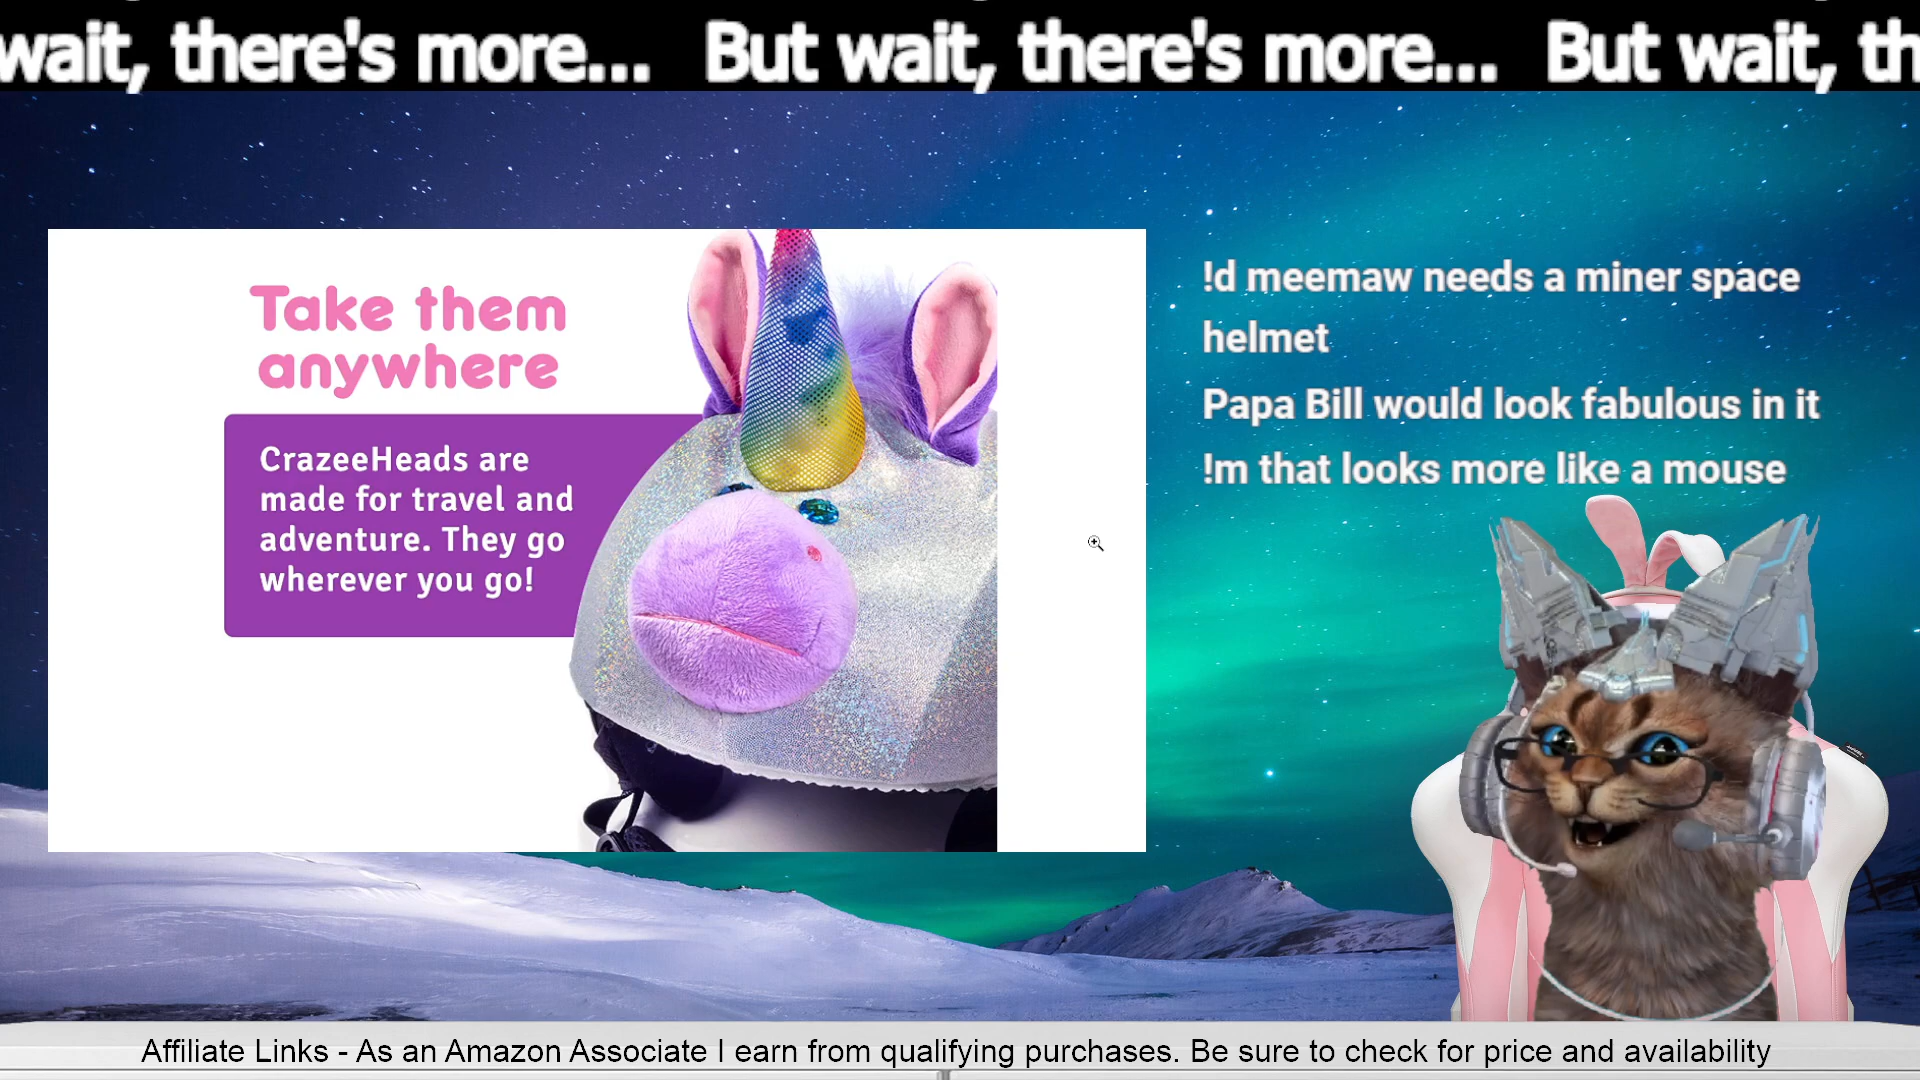 wait, there's more... But wait, there's more... But wait, th
Take them
anywhere
CrazeeHeads are
made for travel and
adventure. They go
wherever you go!
!d meemaw needs a miner space
helmet
Papa Bill would look fabulous in it
!m that looks more like a mouse
Affiliate Links - As an Amazon Associate I earn from qualifying purchases. Be sure to check for price and availability